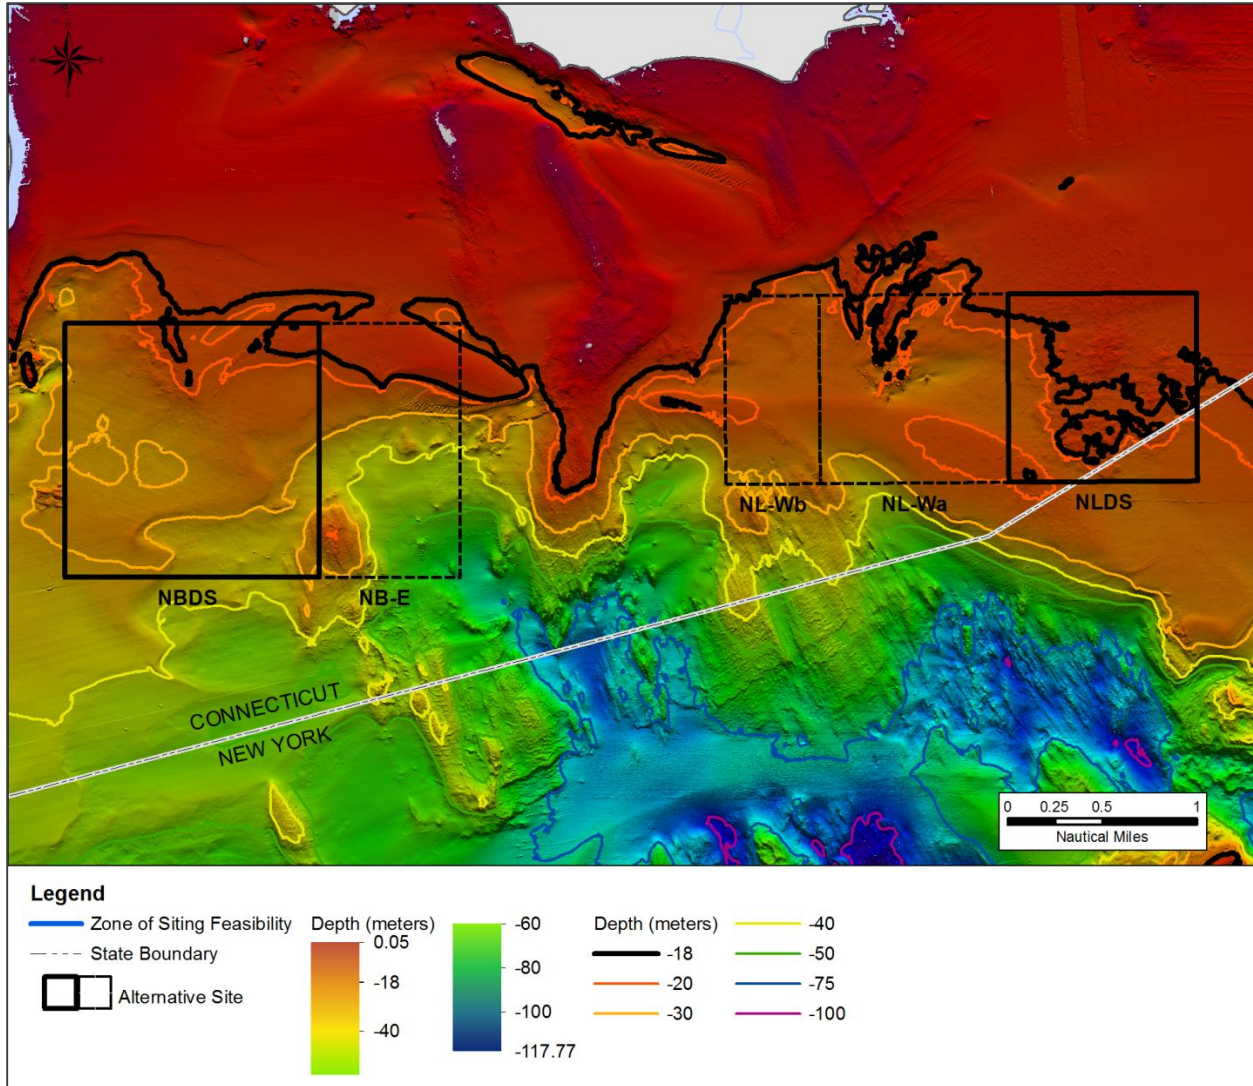 NL-Wb
NL-Wa
NLDS
NBDS
NB-E
CONNECTICUT
NEW YORK
0 0.25 0.5 1
Nautical Miles
Legend
Zone of Siting Feasibility
State Boundary
Alternative Site
Depth (meters)
0.05
-18
-40
-60
-80
-100
-117.77
Depth (meters)
-18
-20
-30
-40
-50
-75
-100